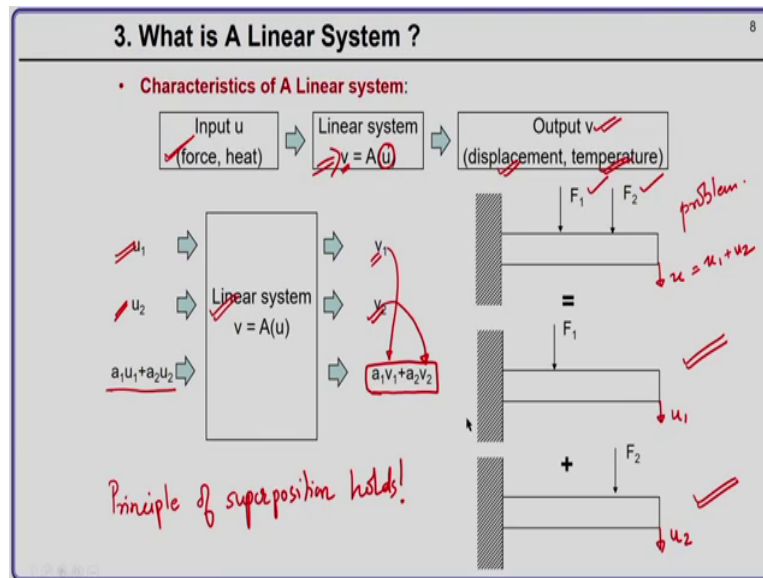 3. What is A Linear System ?
8
• Characteristics of A Linear system:
Input u
(force, heat)
Linear system
v = A(u)
Output v
(displacement, temperature)
F1
F2
problem.
u = u1 + u2
u1
v1
u2
Linear system
v = A(u)
v2
a1u1+a2u2
a1v1+a2v2
=
F1
u1
+
F2
u2
Principle of superposition holds!